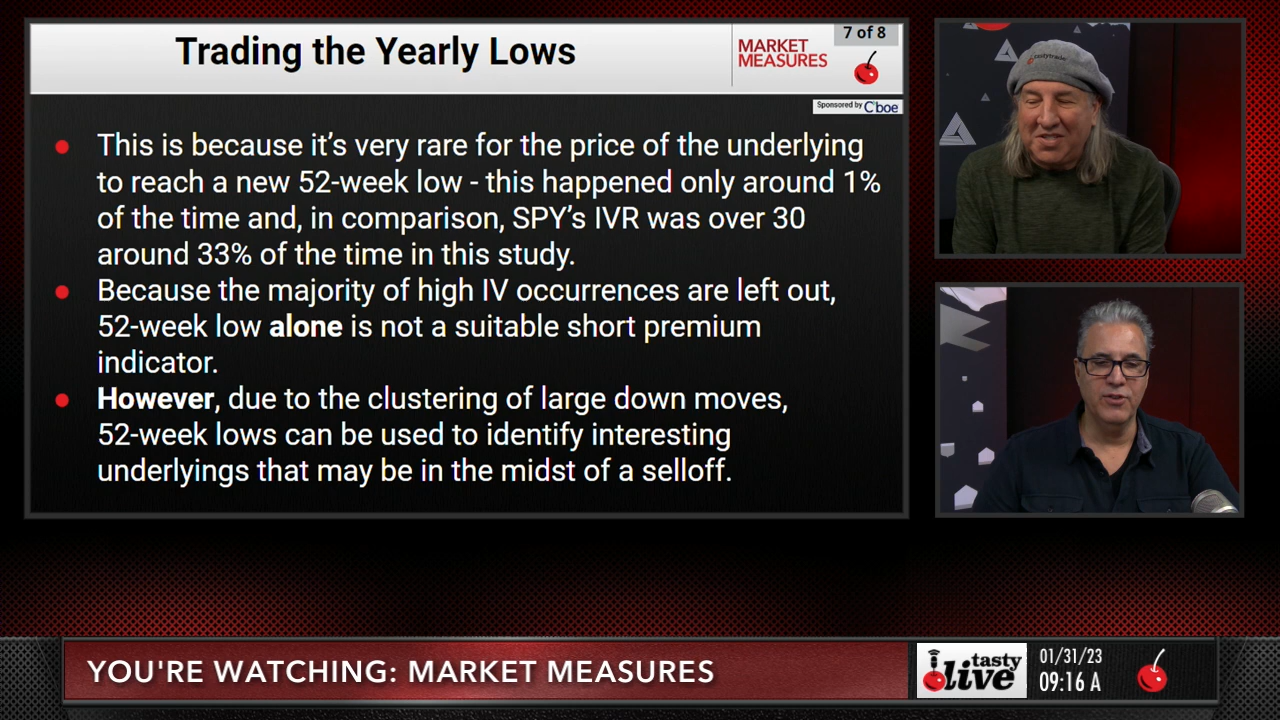 Trading the Yearly Lows
MARKET
MEASURES
7 of 8
Sponsored by Cboe
This is because it's very rare for the price of the underlying
to reach a new 52-week low - this happened only around 1%
of the time and, in comparison, SPY's IVR was over 30
around 33% of the time in this study.
Because the majority of high IV occurrences are left out,
52-week low alone is not a suitable short premium
indicator.
However, due to the clustering of large down moves,
52-week lows can be used to identify interesting
underlyings that may be in the midst of a selloff.
tastytrade
YOU'RE WATCHING: MARKET MEASURES
tasty
live
01/31/23
09:16 A